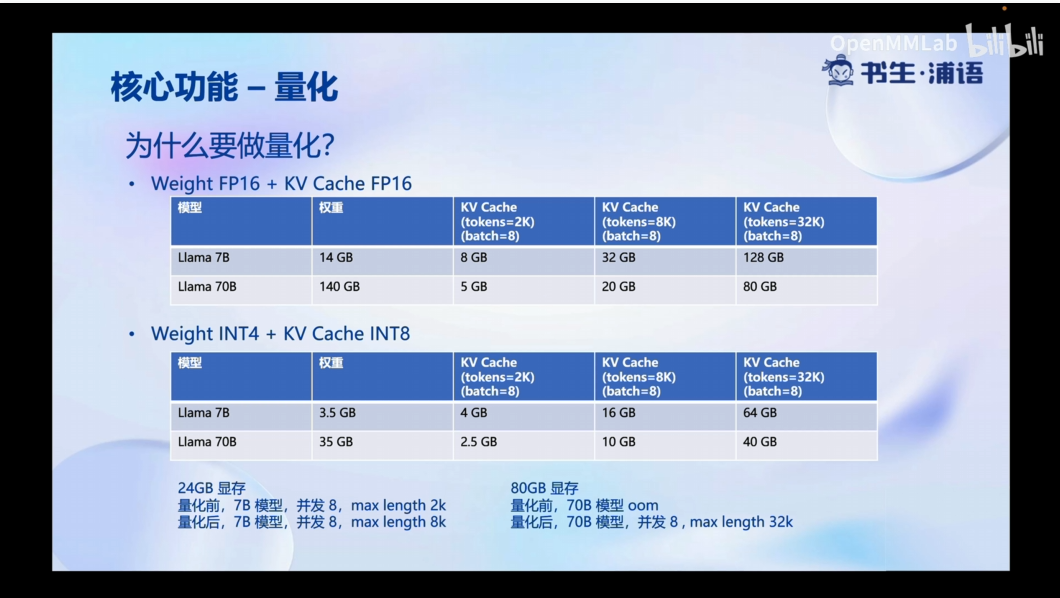 OpenMMLab bilibili
书生·浦语
核心功能 – 量化
为什么要做量化?
• Weight FP16 + KV Cache FP16
模型 权重 KV Cache (tokens=2K) (batch=8) KV Cache (tokens=8K) (batch=8) KV Cache (tokens=32K) (batch=8)
Llama 7B 14 GB 8 GB 32 GB 128 GB
Llama 70B 140 GB 5 GB 20 GB 80 GB
• Weight INT4 + KV Cache INT8
模型 权重 KV Cache (tokens=2K) (batch=8) KV Cache (tokens=8K) (batch=8) KV Cache (tokens=32K) (batch=8)
Llama 7B 3.5 GB 4 GB 16 GB 64 GB
Llama 70B 35 GB 2.5 GB 10 GB 40 GB
24GB 显存
量化前，7B 模型，并发 8，max length 2k
量化后，7B 模型，并发 8，max length 8k
80GB 显存
量化前，70B 模型 oom
量化后，70B 模型，并发 8 , max length 32k